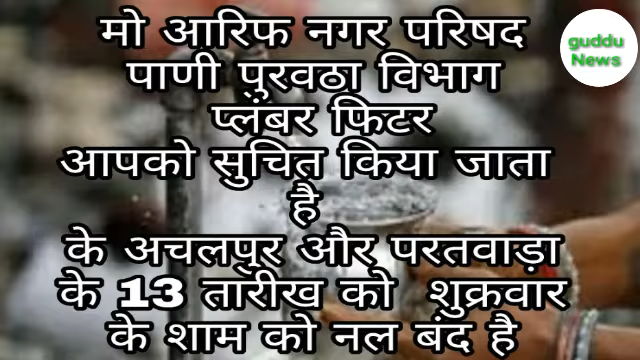 guddu
News
मो आरिफ नगर परिषद
पाणी पुरवठा विभाग
प्लंबर फिटर
आपको सुचित किया जाता
है
के अचलपुर और परतवाड़ा
के 13 तारीख को शुक्रवार
के शाम को नल बंद है